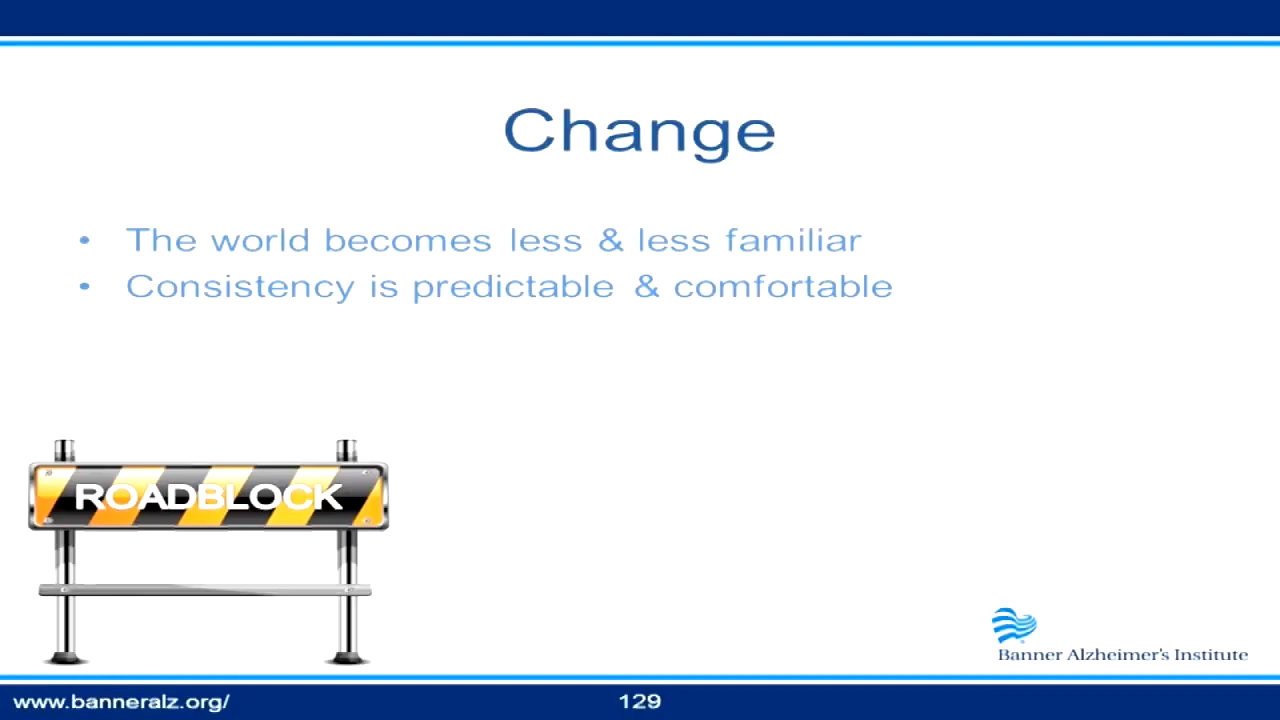 Change
• The world becomes less & less familiar
• Consistency is predictable & comfortable
ROADBLOCK
Banner Alzheimer's Institute
www.banneralz.org/
129